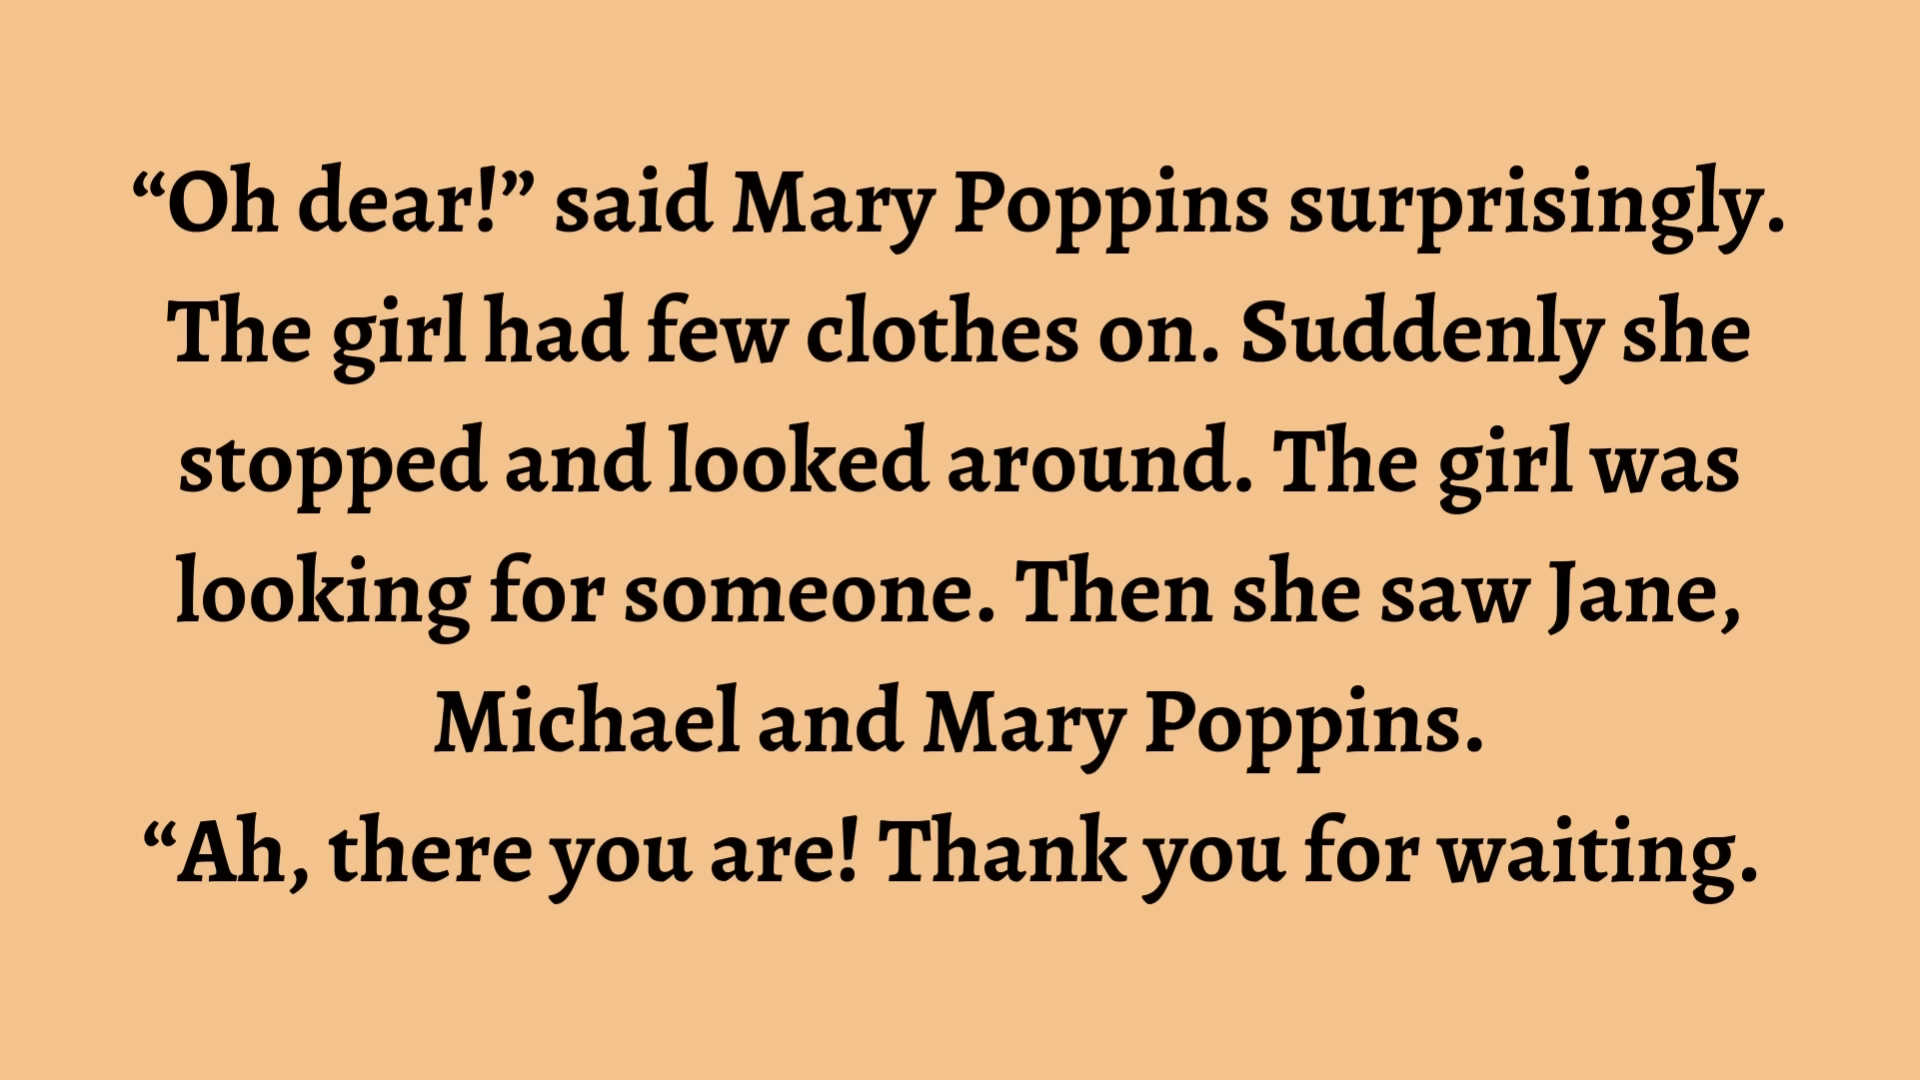 “Oh dear!” said Mary Poppins surprisingly.
The girl had few clothes on. Suddenly she
stopped and looked around. The girl was
looking for someone. Then she saw Jane,
Michael and Mary Poppins.
“Ah, there you are! Thank you for waiting.